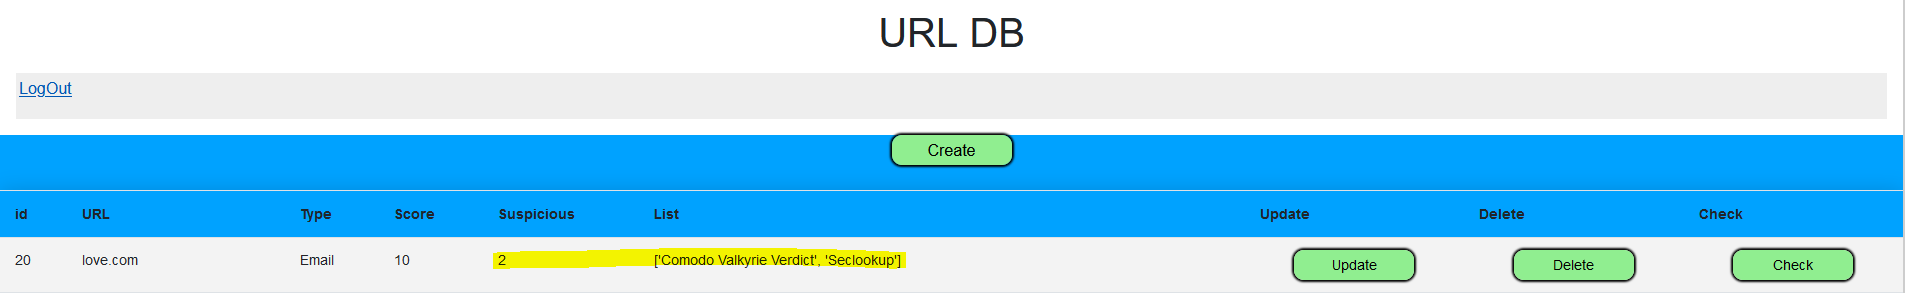 URL DB
LogOut
Create
id URL Type Score Suspicious List Update Delete Check
20 love.com Email 10 2 ['Comodo Valkyrie Verdict', 'Seclookup'] Update Delete Check